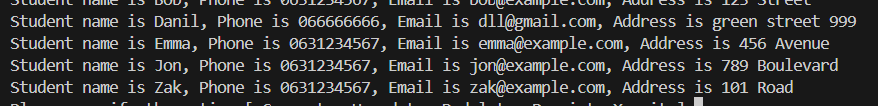 Student name is Bob, Phone is 0631234567, Email is bob@example.com, Address is 123 Street
Student name is Danil, Phone is 066666666, Email is dll@gmail.com, Address is green street 999
Student name is Emma, Phone is 0631234567, Email is emma@example.com, Address is 456 Avenue
Student name is Jon, Phone is 0631234567, Email is jon@example.com, Address is 789 Boulevard
Student name is Zak, Phone is 0631234567, Email is zak@example.com, Address is 101 Road